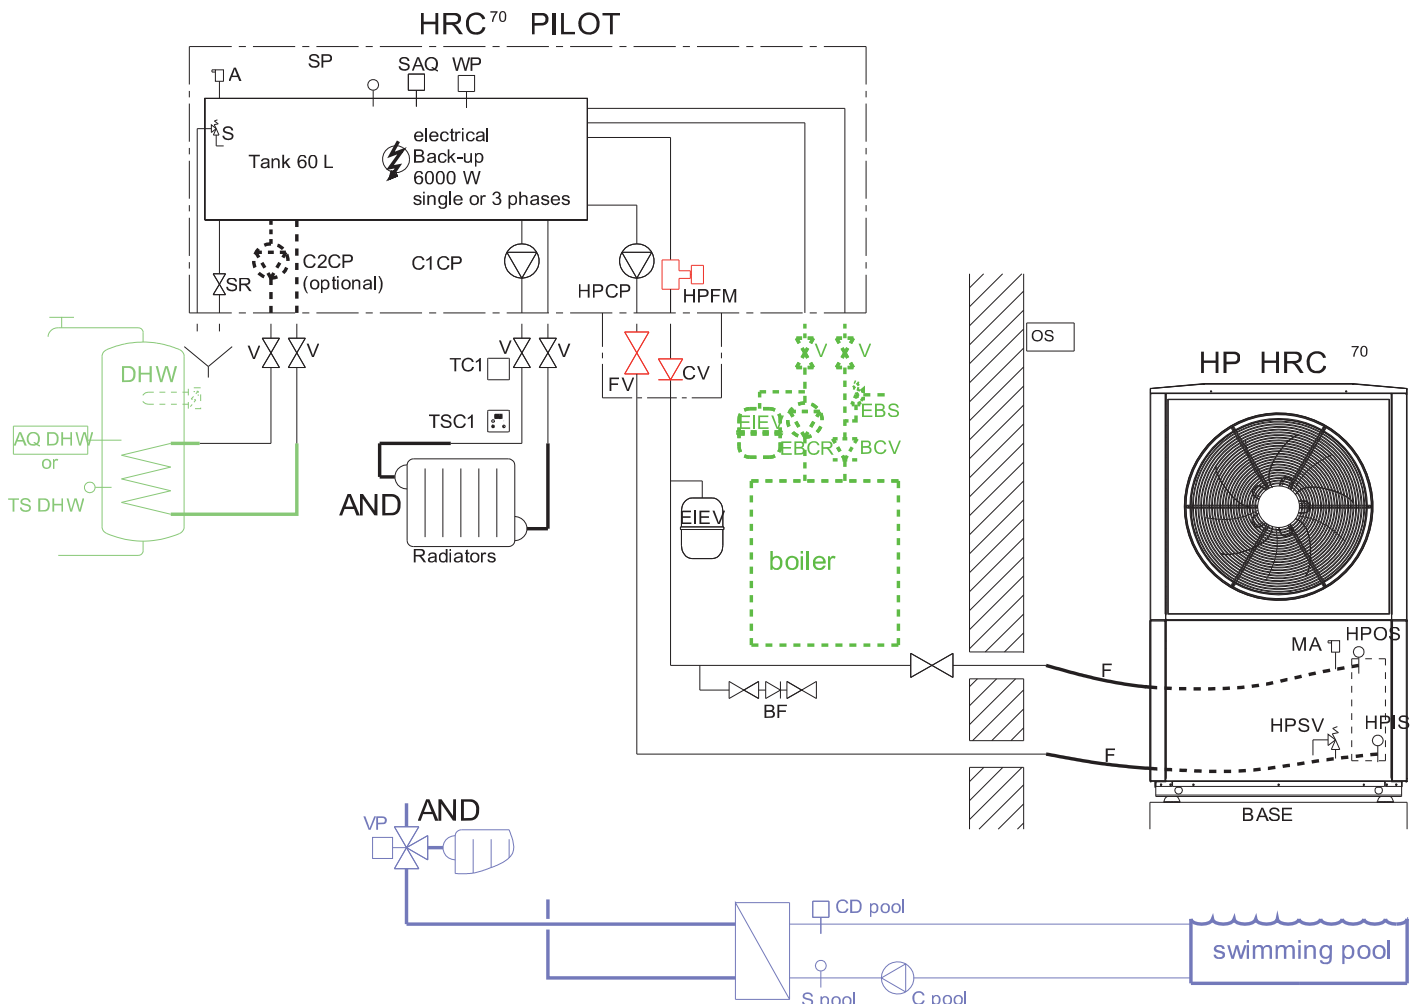 HRC 70 PILOT
SP
SAQ
WP
A
S
Tank 60 L
electrical
Back-up
6000 W
single or 3 phases
SR
C2CP
(optional)
C1CP
HPCP
HPFM
V
V
V
V
V
V
TC1
FV
CV
OS
HP HRC 70
DHW
AQ DHW
or
TS DHW
TSC1
AND
Radiators
EIEV
EBS
EBCR
BCV
EIEV
boiler
BF
F
F
MA
HPOS
HPSV
HPIS
BASE
VP
AND
CD pool
swimming pool
S pool
C pool